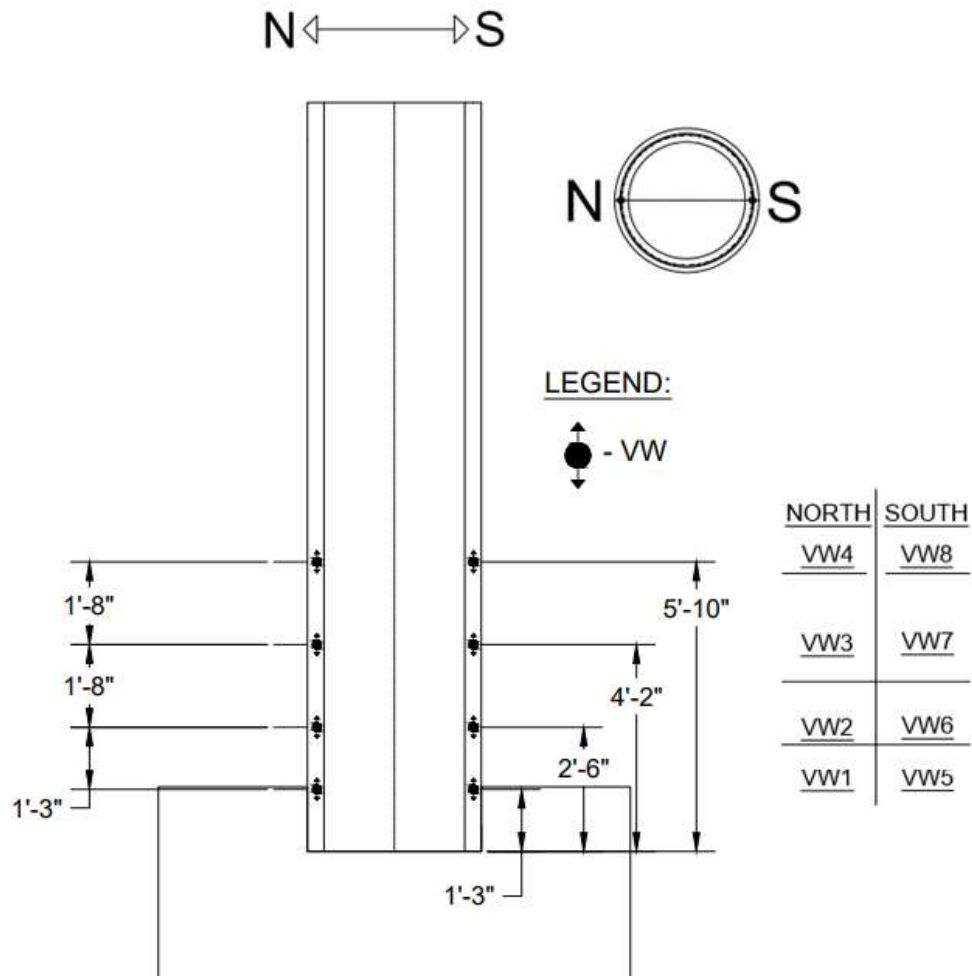 N S
N S
LEGEND:
- VW
NORTH SOUTH
VW4 VW8
VW3 VW7
VW2 VW6
VW1 VW5
1'-8"
1'-8"
1'-3"
5'-10"
4'-2"
2'-6"
1'-3"